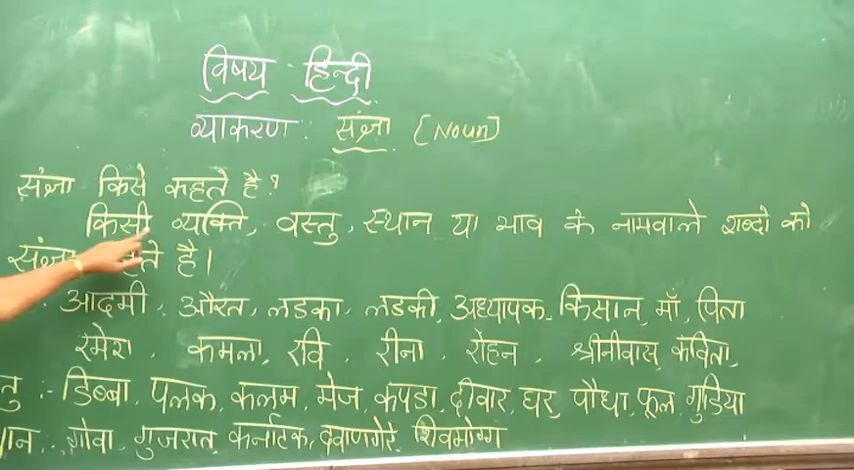 विषय : हिन्दी
व्याकरण : संज्ञा (Noun)
संज्ञा किसे कहते है?
किसी व्यक्ति, वस्तु, स्थान या भाव के नामवाले शब्दो को
संज्ञा है।
आदमी, औरत, लडका, लडकी, अध्यापक, किसान, माँ, पिता
रमेश, कमला, रवि, रीना, रोहन, श्रीनीवास, कविता,
डिब्बा, पलक, कलम, मेज, कपडा, दीवार, घर, पौधा, फूल, गुडिया
गोवा, गुजरात, कर्नाटक, दवाणगेरे, शिवमोग्ग